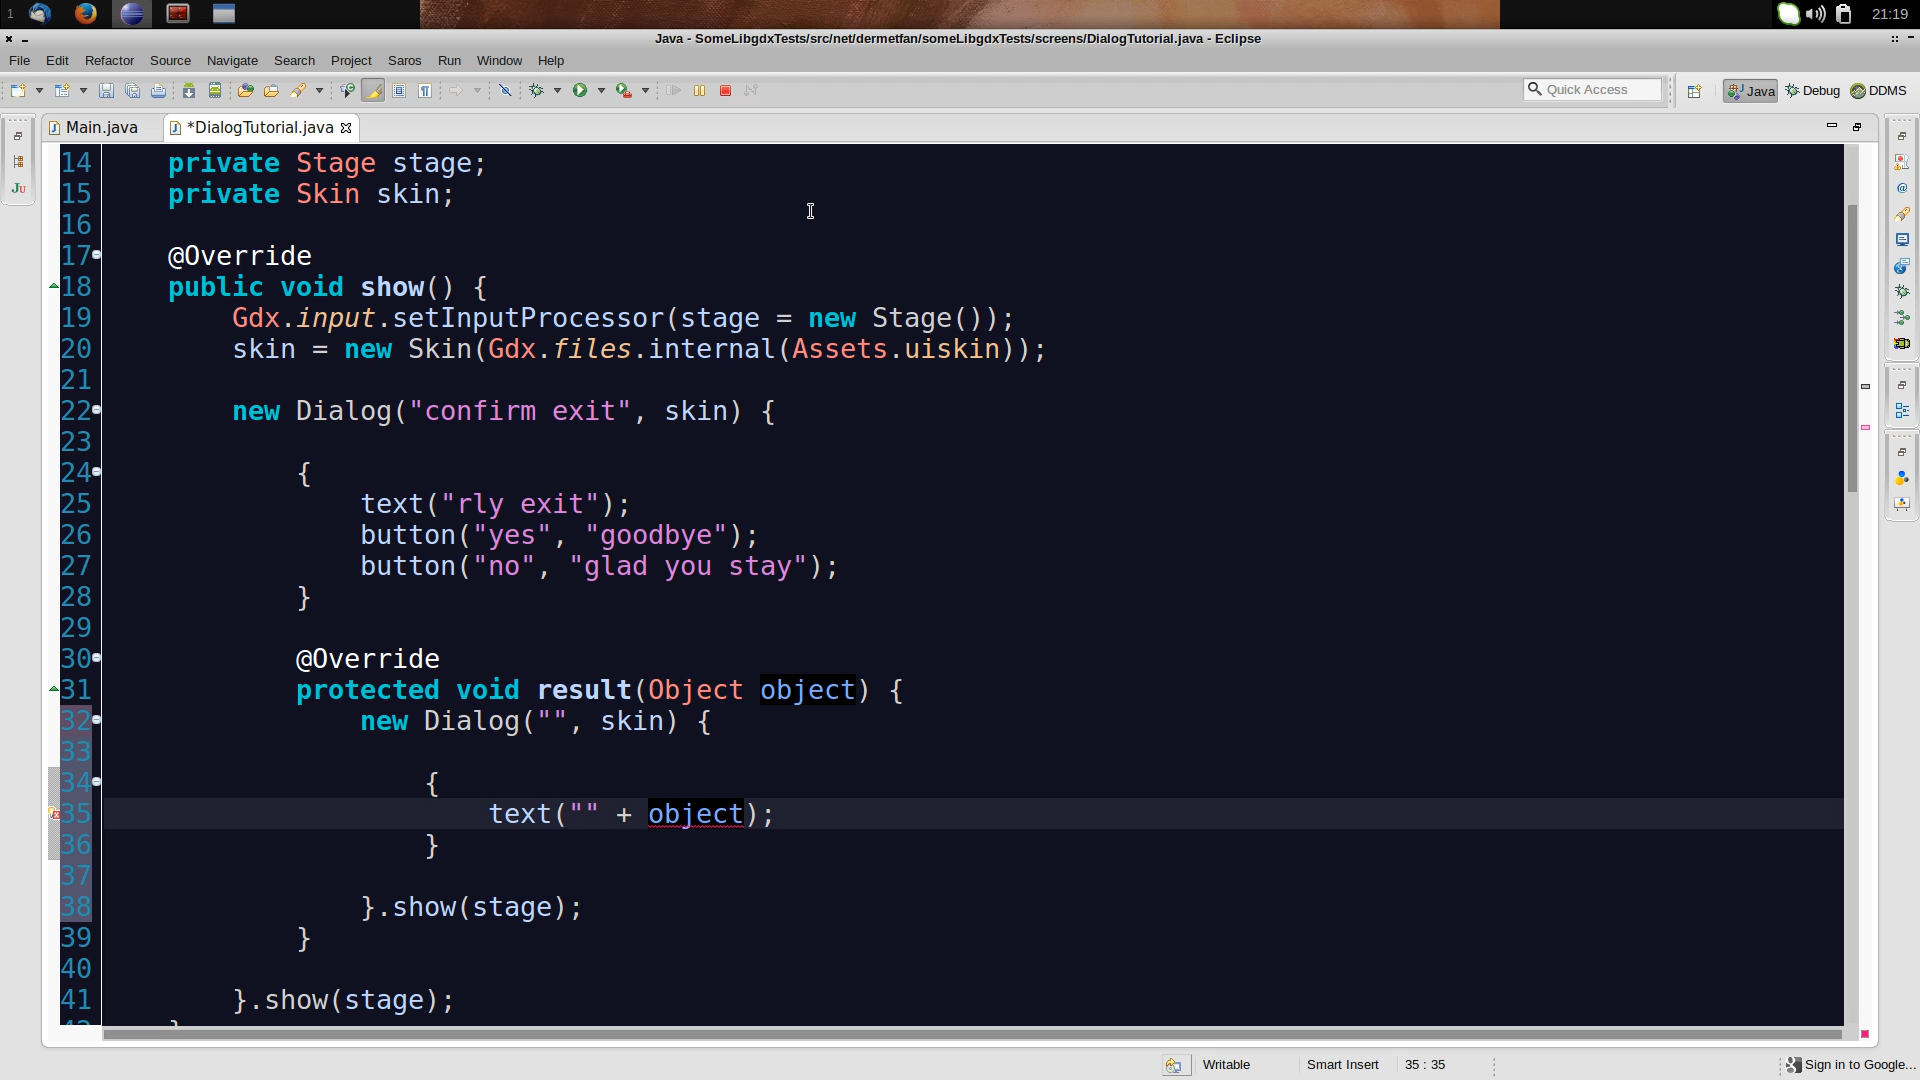 1
21:19
Java - SomeLibgdxTests/src/net/dermetfan/someLibgdxTests/screens/DialogTutorial.java - Eclipse
File Edit Refactor Source Navigate Search Project Saros Run Window Help
Quick Access
Java
Debug
DDMS
Main.java
*DialogTutorial.java
14 private Stage stage;
15 private Skin skin;
16
17 @Override
18 public void show() {
19 Gdx.input.setInputProcessor(stage = new Stage());
20 skin = new Skin(Gdx.files.internal(Assets.uiskin));
21
22 new Dialog("confirm exit", skin) {
23
24 {
25 text("rly exit");
26 button("yes", "goodbye");
27 button("no", "glad you stay");
28 }
29
30 @Override
31 protected void result(Object object) {
32 new Dialog("", skin) {
33
34 {
35 text("" + object);
36 }
37
38 }.show(stage);
39 }
40
41 }.show(stage);
42 }
Writable
Smart Insert
35 : 35
Sign in to Google...